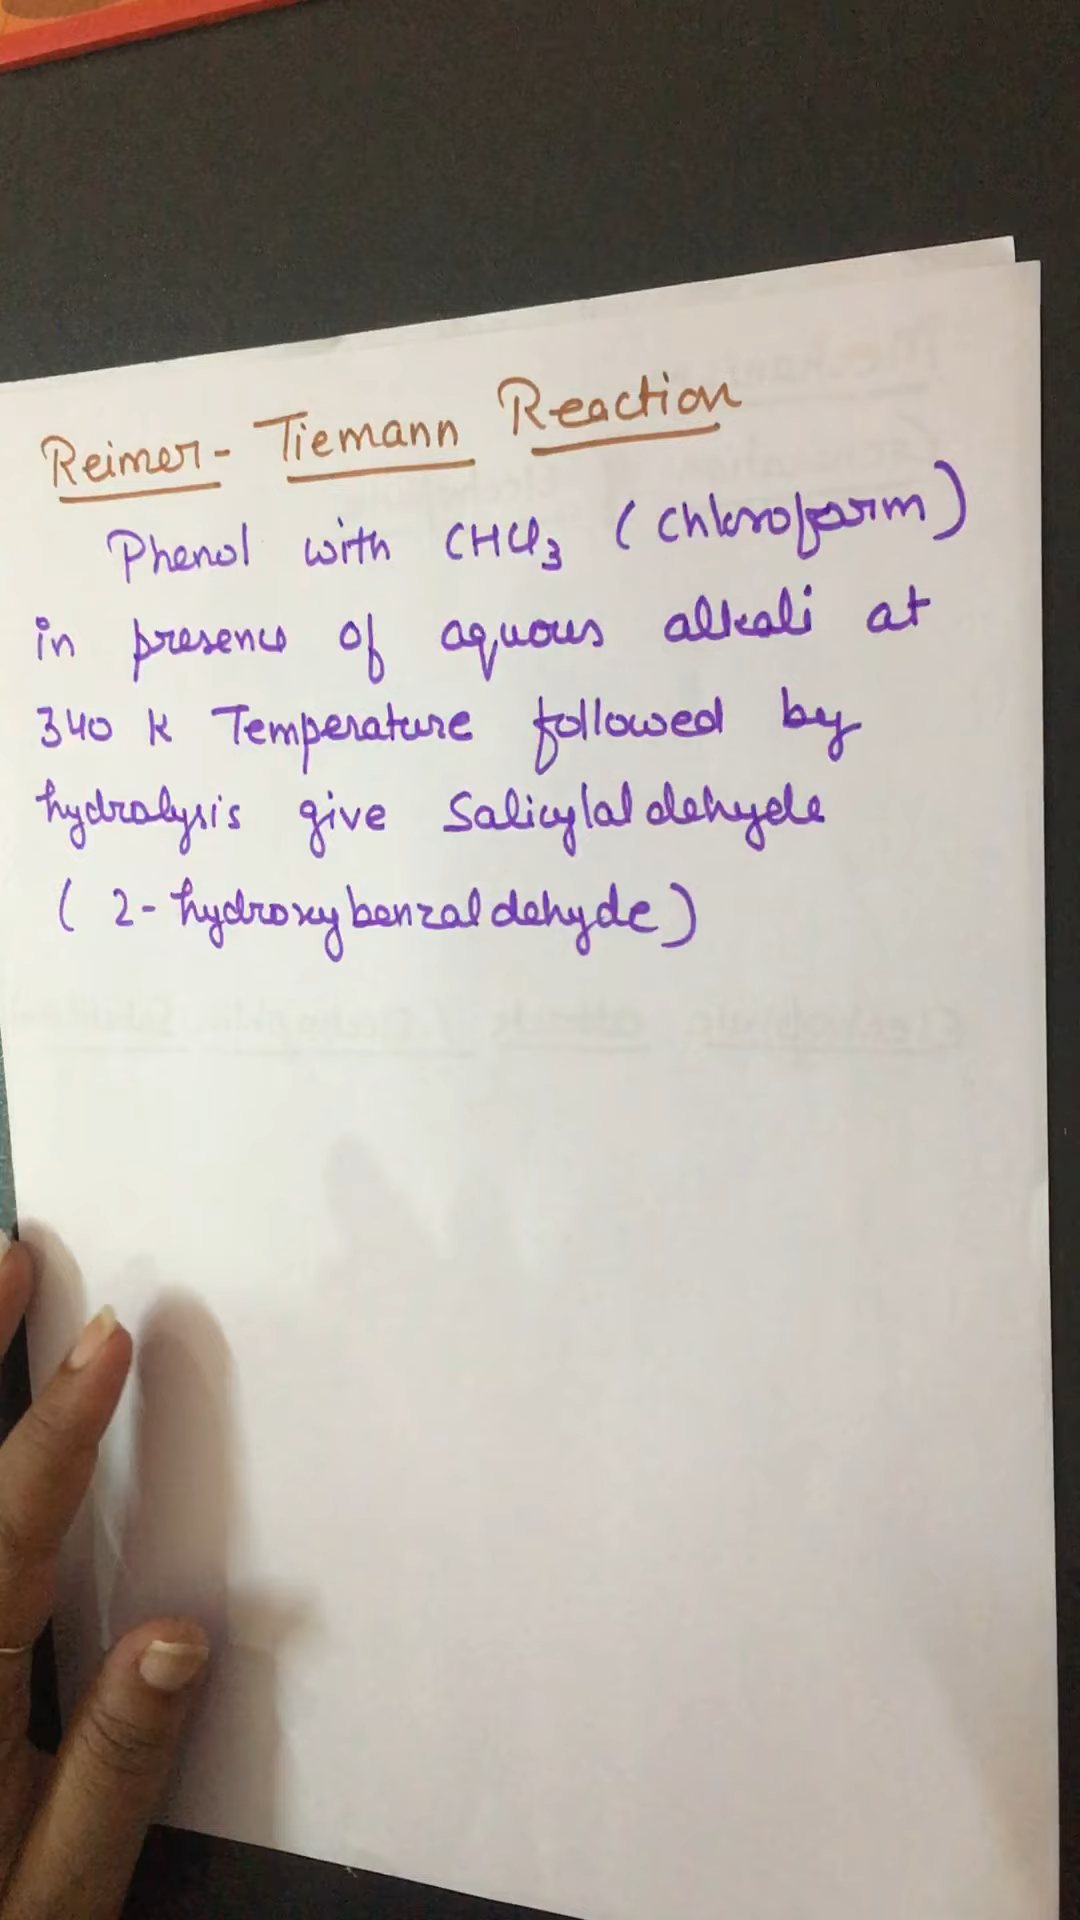 Reimer- Tiemann Reaction
Phenol with CHCl3 (Chloroform)
in presence of aquous alkali at
340 K Temperature followed by
hydrolysis give Salicylaldehyde
( 2- hydroxybenzaldehyde)